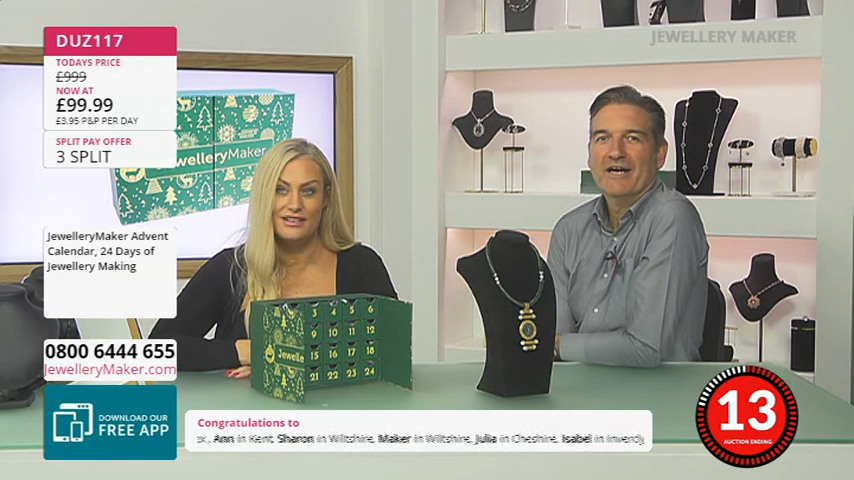 DUZ117
TODAYS PRICE
£999
NOW AT
£99.99
£3.95 P&P PER DAY
SPLIT PAY OFFER
3 SPLIT
JewelleryMaker Advent
Calendar, 24 Days of
Jewellery Making
0800 6444 655
JewelleryMaker.com
DOWNLOAD OUR
FREE APP
JEWELLERY MAKER
JewelleryMaker
3 4 5 6
9 10 11 12
Jewelle
15 16 17 18
21 22 23 24
Congratulations to
Ann in Kent, Sharon in Wiltshire, Maker in Wiltshire, Julia in Cheshire, Isabel in
13
AUCTION ENDING